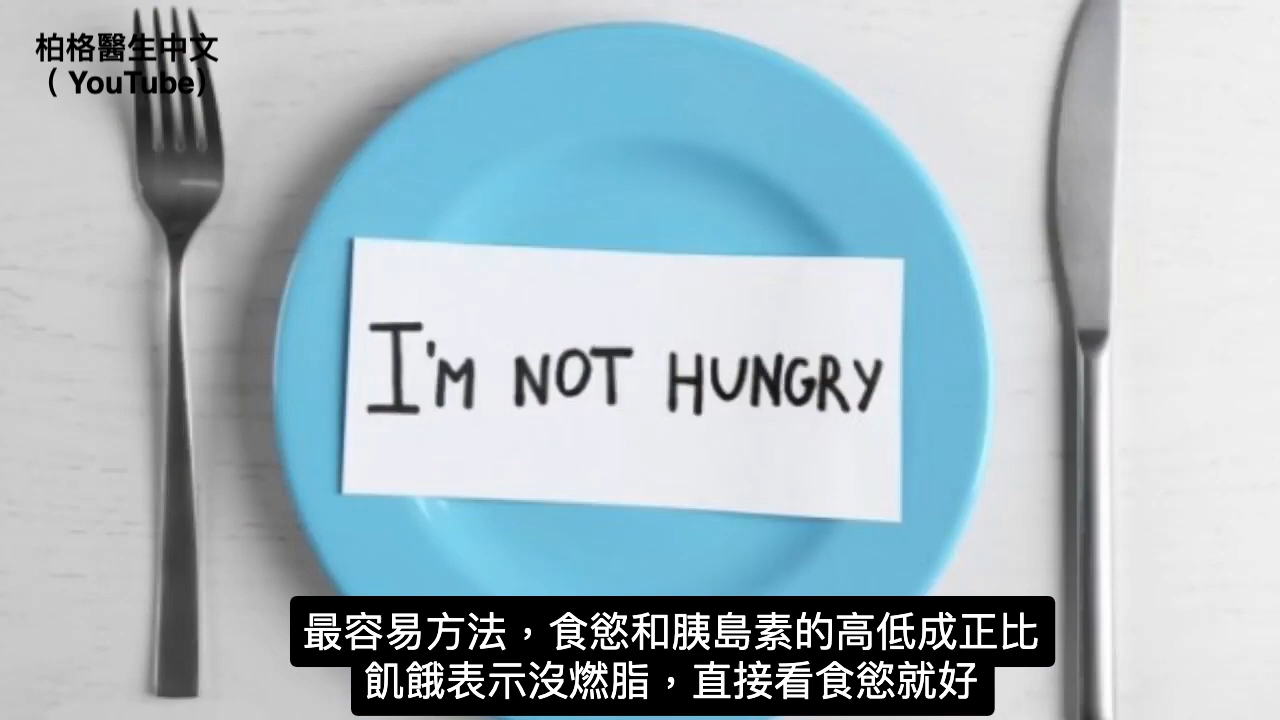 柏格醫生中文
（YouTube）
I'M NOT HUNGRY
最容易方法，食慾和胰島素的高低成正比
飢餓表示沒燃脂，直接看食慾就好